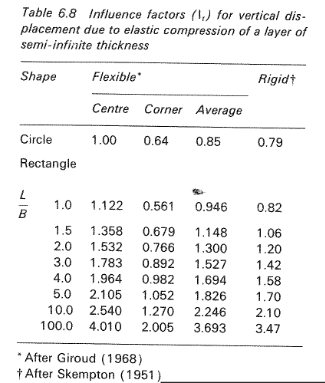 Table 6.8 Influence factors (I,) for vertical dis-
placement due to elastic compression of a layer of
semi-infinite thickness
Shape Flexible* Rigid†
Centre Corner Average
Circle 1.00 0.64 0.85 0.79
Rectangle
L
B
1.0 1.122 0.561 0.946 0.82
1.5 1.358 0.679 1.148 1.06
2.0 1.532 0.766 1.300 1.20
3.0 1.783 0.892 1.527 1.42
4.0 1.964 0.982 1.694 1.58
5.0 2.105 1.052 1.826 1.70
10.0 2.540 1.270 2.246 2.10
100.0 4.010 2.005 3.693 3.47
* After Giroud (1968)
† After Skempton (1951)